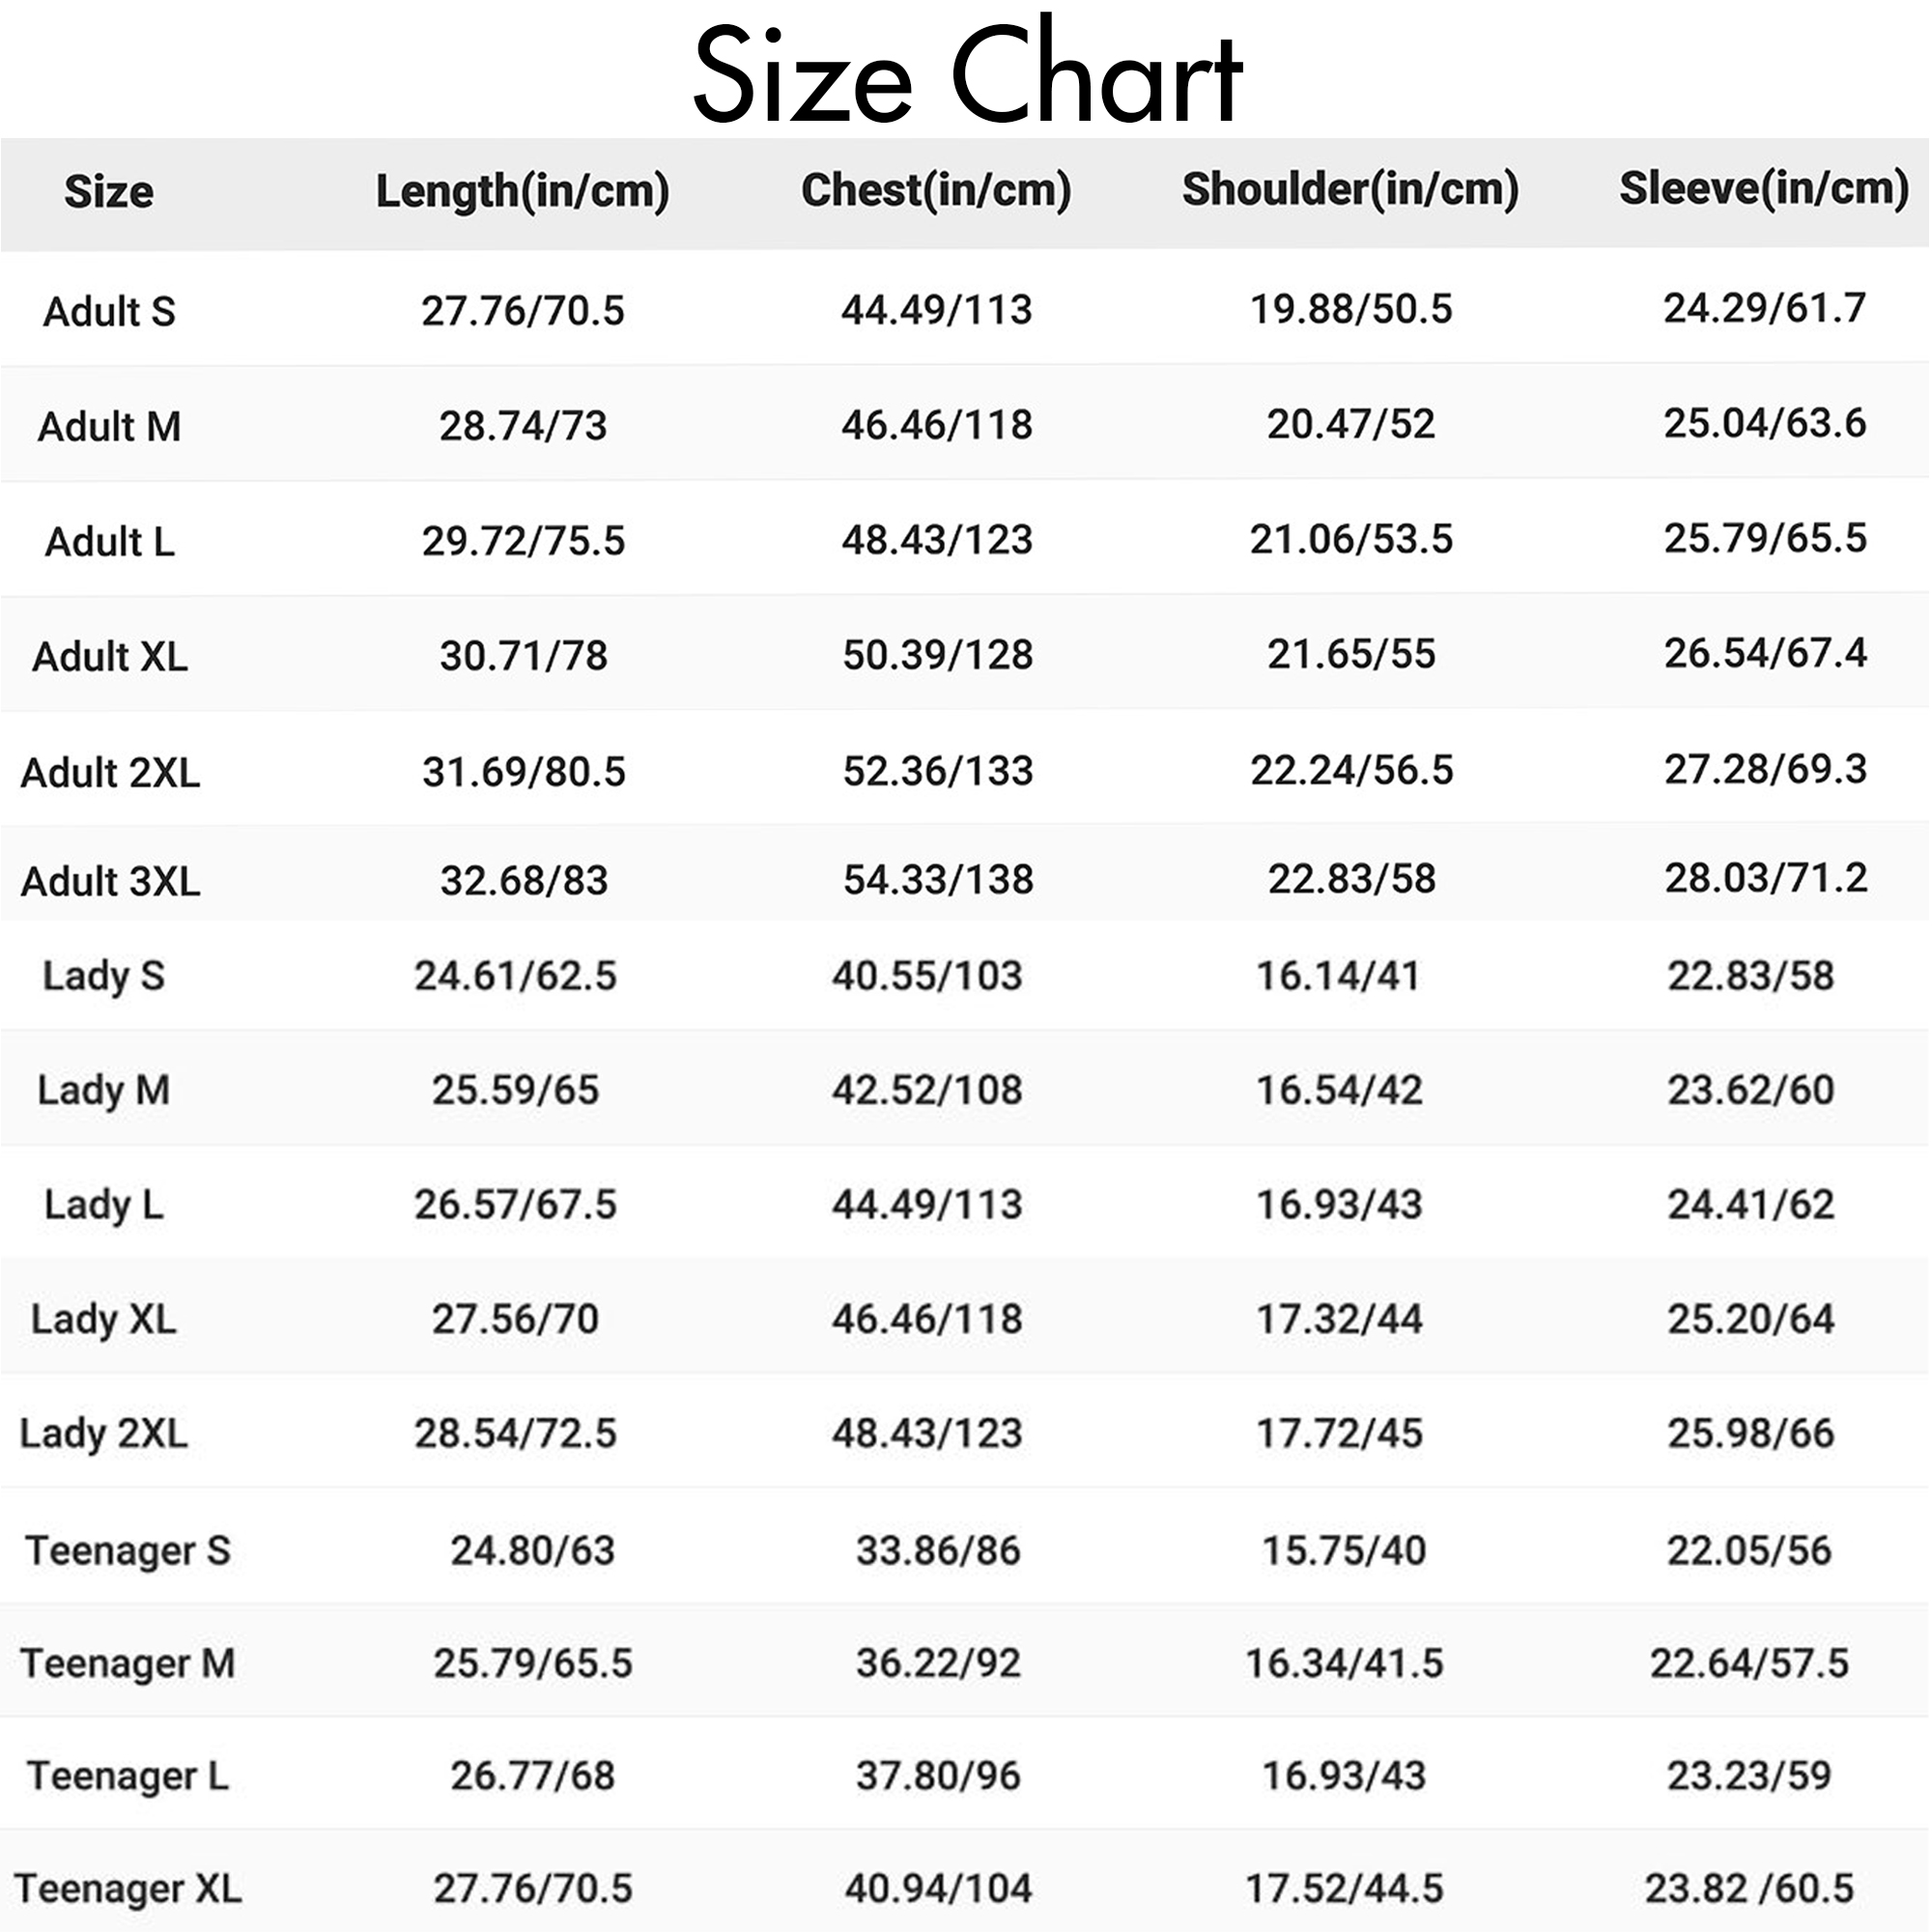 Size Chart
Size Length(in/cm) Chest(in/cm) Shoulder(in/cm) Sleeve(in/cm)
Adult S 27.76/70.5 44.49/113 19.88/50.5 24.29/61.7
Adult M 28.74/73 46.46/118 20.47/52 25.04/63.6
Adult L 29.72/75.5 48.43/123 21.06/53.5 25.79/65.5
Adult XL 30.71/78 50.39/128 21.65/55 26.54/67.4
Adult 2XL 31.69/80.5 52.36/133 22.24/56.5 27.28/69.3
Adult 3XL 32.68/83 54.33/138 22.83/58 28.03/71.2
Lady S 24.61/62.5 40.55/103 16.14/41 22.83/58
Lady M 25.59/65 42.52/108 16.54/42 23.62/60
Lady L 26.57/67.5 44.49/113 16.93/43 24.41/62
Lady XL 27.56/70 46.46/118 17.32/44 25.20/64
Lady 2XL 28.54/72.5 48.43/123 17.72/45 25.98/66
Teenager S 24.80/63 33.86/86 15.75/40 22.05/56
Teenager M 25.79/65.5 36.22/92 16.34/41.5 22.64/57.5
Teenager L 26.77/68 37.80/96 16.93/43 23.23/59
Teenager XL 27.76/70.5 40.94/104 17.52/44.5 23.82 /60.5